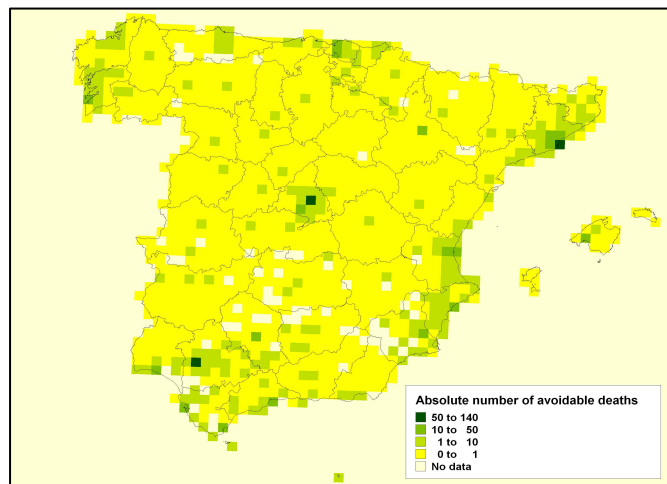 Absolute number of avoidable deaths
50 to 140
10 to 50
1 to 10
0 to 1
No data